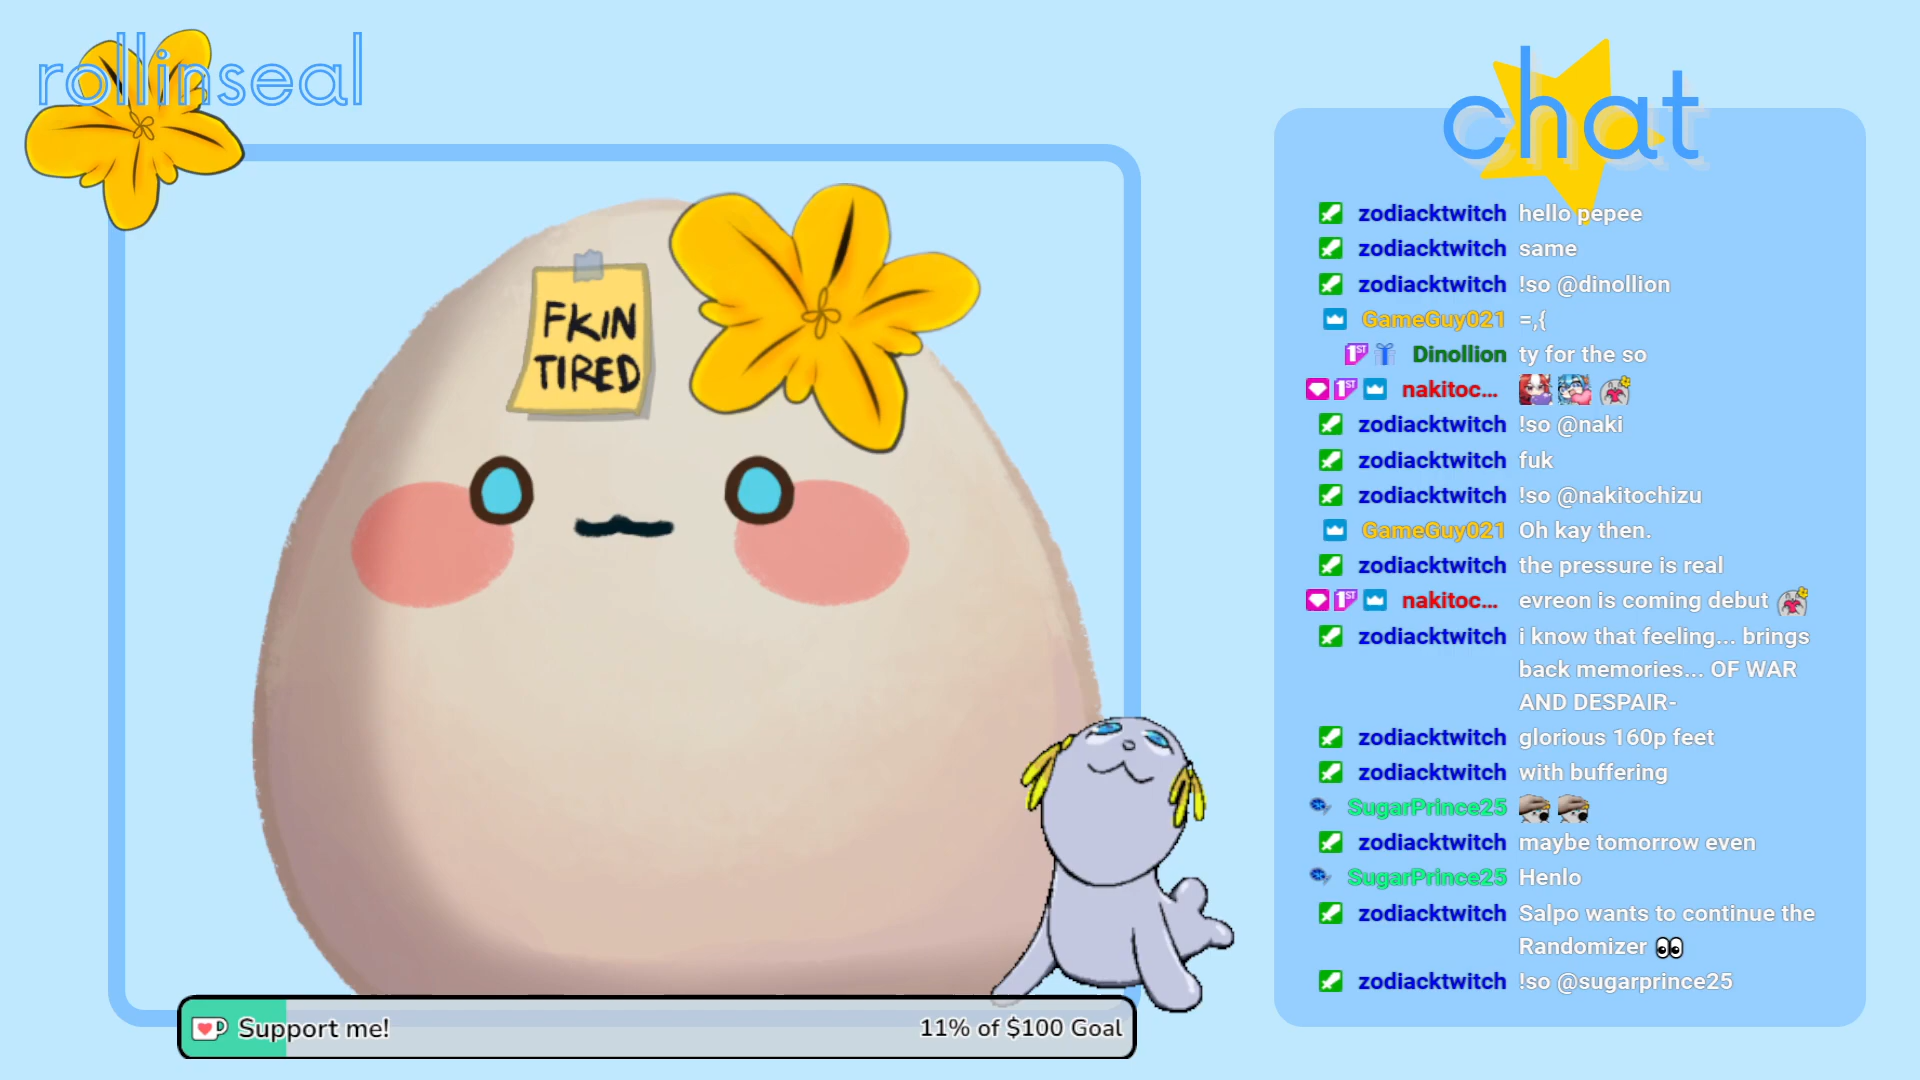 rollinseal
chat
FKIN
TIRED
zodiacktwitch hello pepee
zodiacktwitch same
zodiacktwitch !so @dinollion
GameGuy021 =,{
1ST Dinollion ty for the so
1ST nakitoc...
zodiacktwitch !so @naki
zodiacktwitch fuk
zodiacktwitch !so @nakitochizu
GameGuy021 Oh kay then.
zodiacktwitch the pressure is real
1ST nakitoc... evreon is coming debut
zodiacktwitch i know that feeling... brings
back memories... OF WAR
AND DESPAIR-
zodiacktwitch glorious 160p feet
zodiacktwitch with buffering
SugarPrince25
zodiacktwitch maybe tomorrow even
SugarPrince25 Henlo
zodiacktwitch Salpo wants to continue the
Randomizer 👀
zodiacktwitch !so @sugarprince25
Support me! 11% of $100 Goal